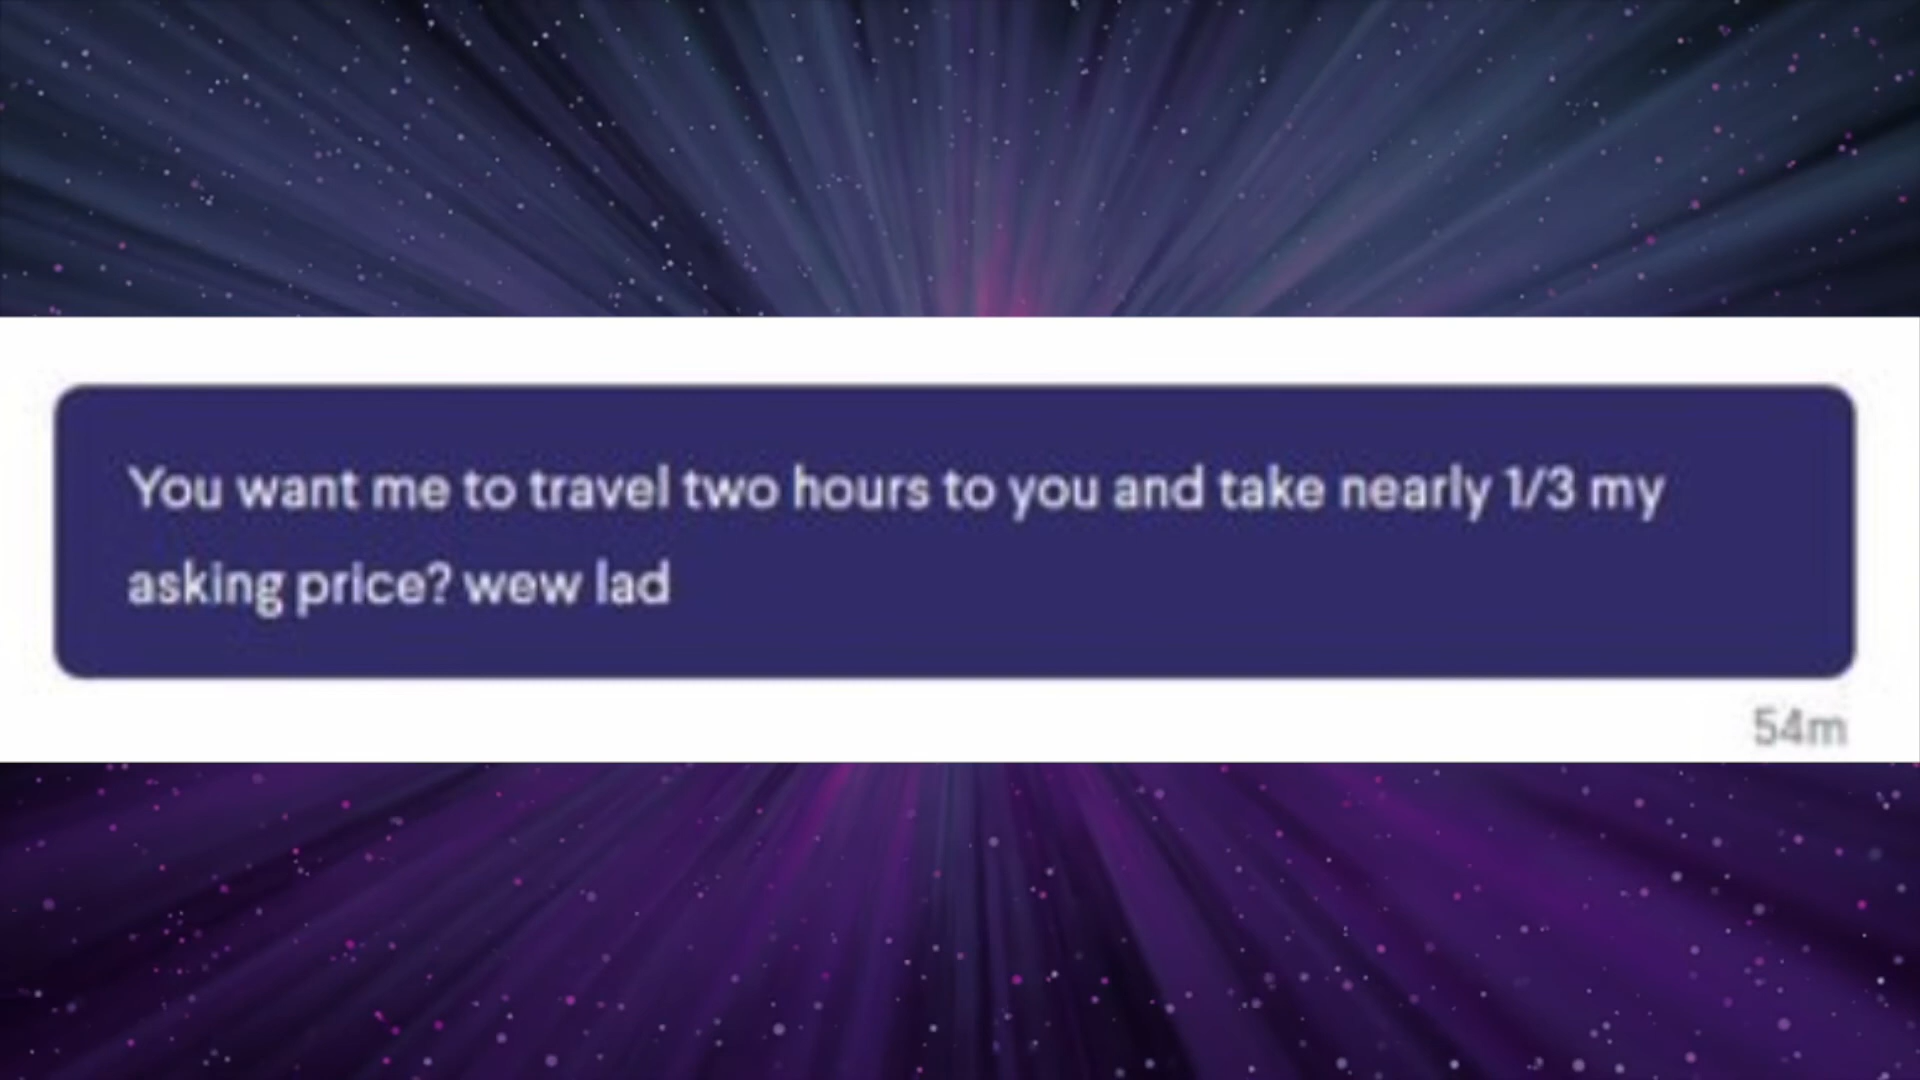 You want me to travel two hours to you and take nearly 1/3 my
asking price? wew lad
54m